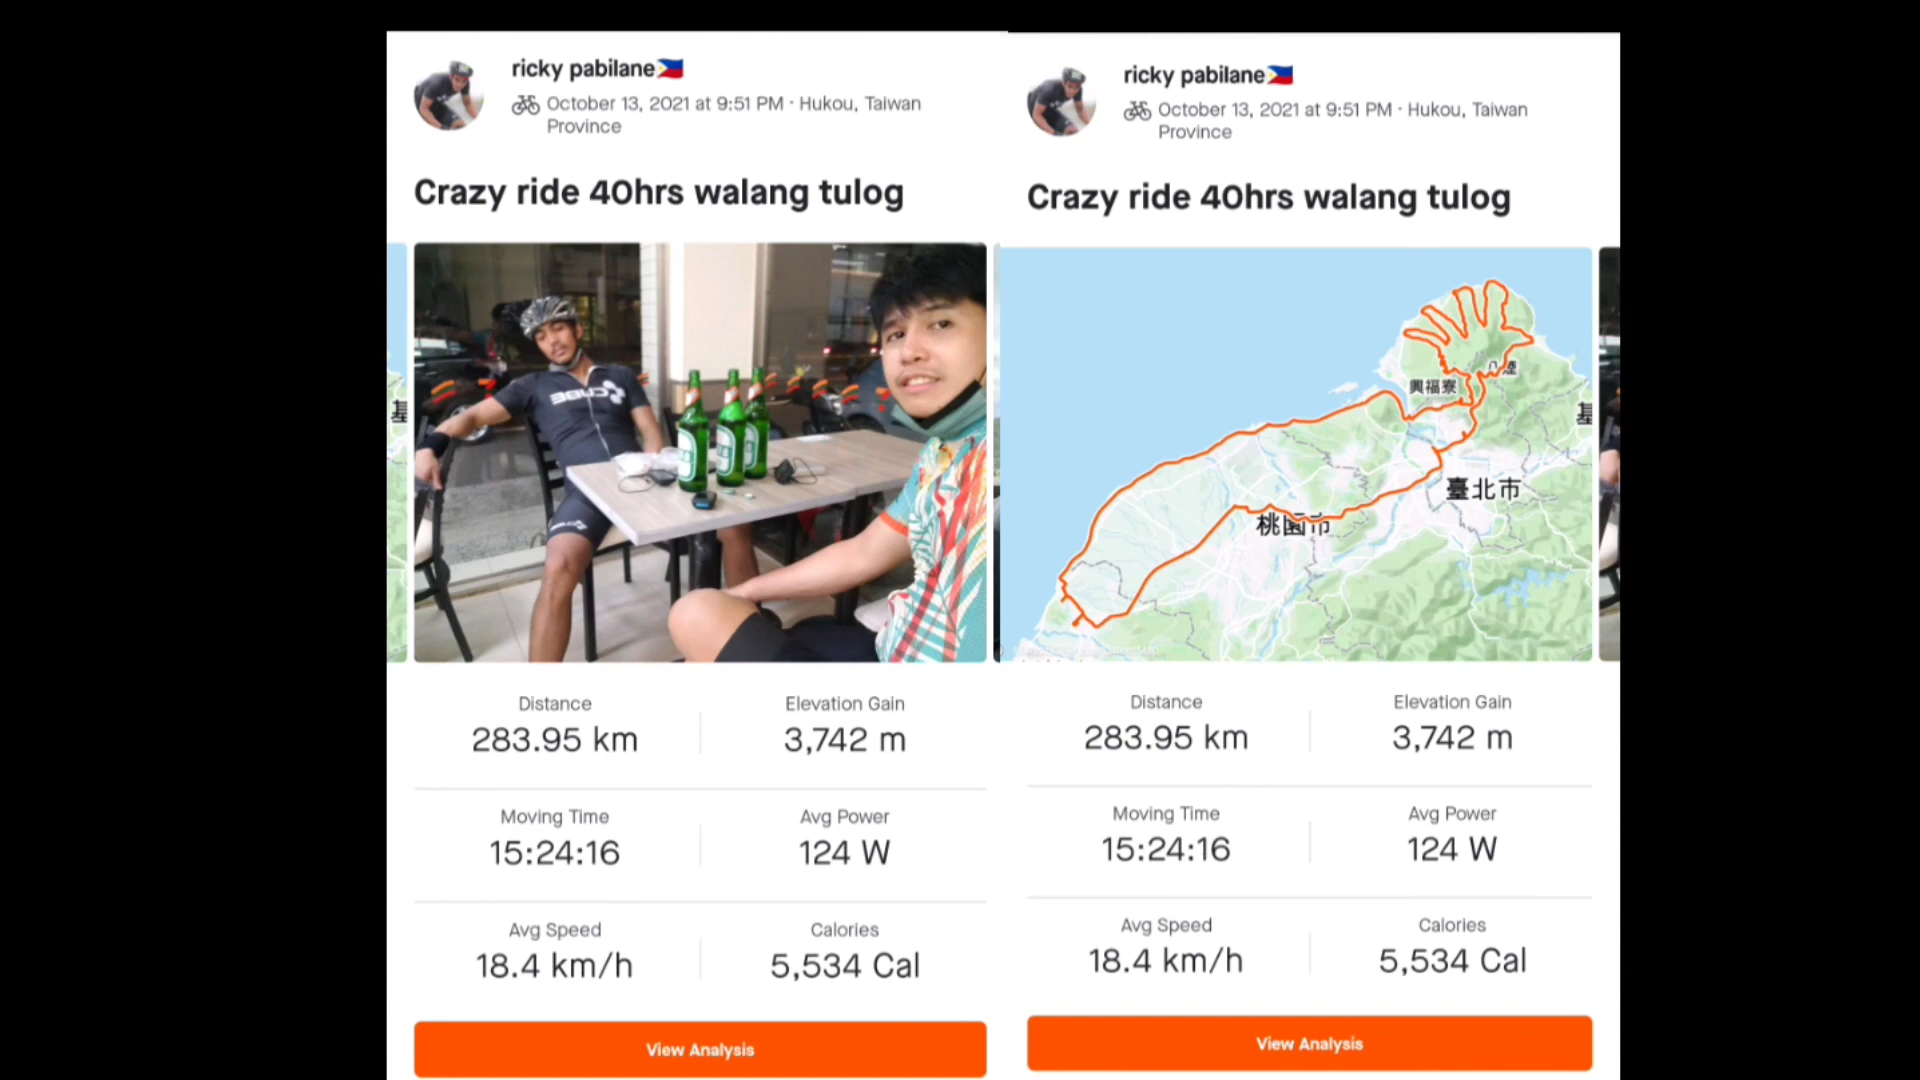 ricky pabilane🇵🇭
October 13, 2021 at 9:51 PM · Hukou, Taiwan
Province
Crazy ride 40hrs walang tulog
基
Distance
283.95 km
Elevation Gain
3,742 m
Moving Time
15:24:16
Avg Power
124 W
Avg Speed
18.4 km/h
Calories
5,534 Cal
View Analysis
ricky pabilane🇵🇭
October 13, 2021 at 9:51 PM · Hukou, Taiwan
Province
Crazy ride 40hrs walang tulog
興福寮
臺北市
桃園市
Distance
283.95 km
Elevation Gain
3,742 m
Moving Time
15:24:16
Avg Power
124 W
Avg Speed
18.4 km/h
Calories
5,534 Cal
View Analysis